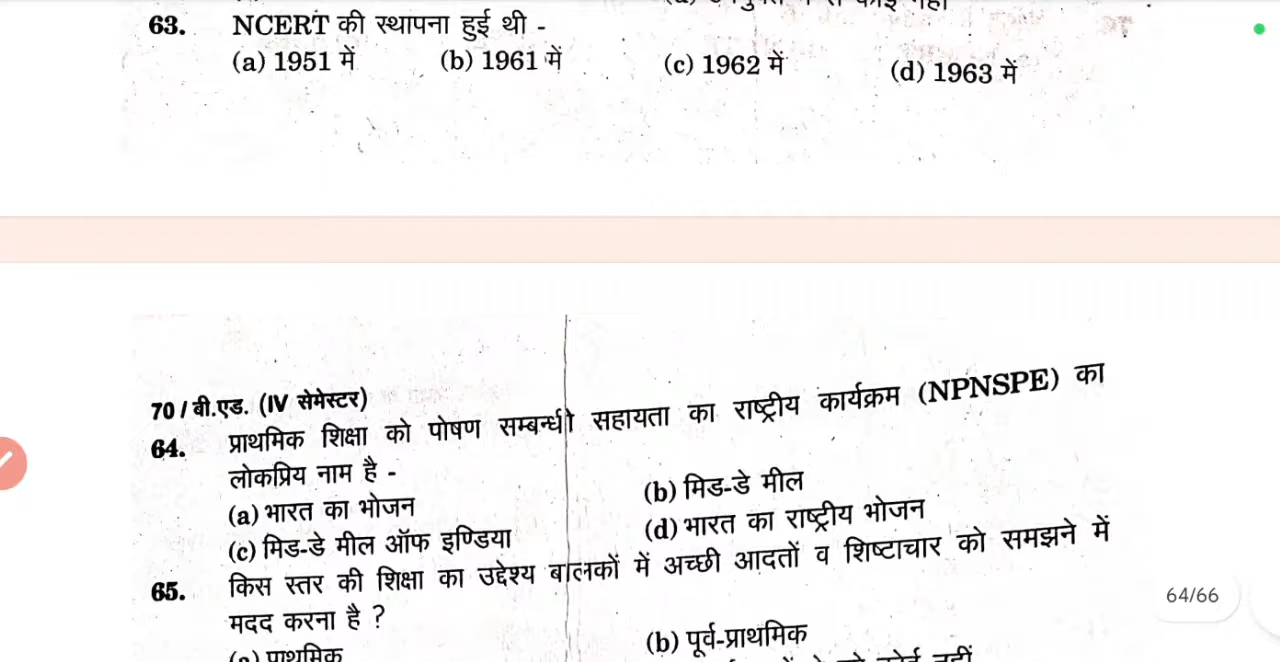 63. NCERT की स्थापना हुई थी -
(a) 1951 में (b) 1961 में (c) 1962 में (d) 1963 में
70 / बी.एड. (IV सेमेस्टर)
64. प्राथमिक शिक्षा को पोषण सम्बन्धी सहायता का राष्ट्रीय कार्यक्रम (NPNSPE) का
लोकप्रिय नाम है -
(a) भारत का भोजन (b) मिड-डे मील
(c) मिड-डे मील ऑफ इण्डिया (d) भारत का राष्ट्रीय भोजन
65. किस स्तर की शिक्षा का उद्देश्य बालकों में अच्छी आदतों व शिष्टाचार को समझने में
मदद करना है ?
(a) प्राथमिक (b) पूर्व-प्राथमिक
64/66